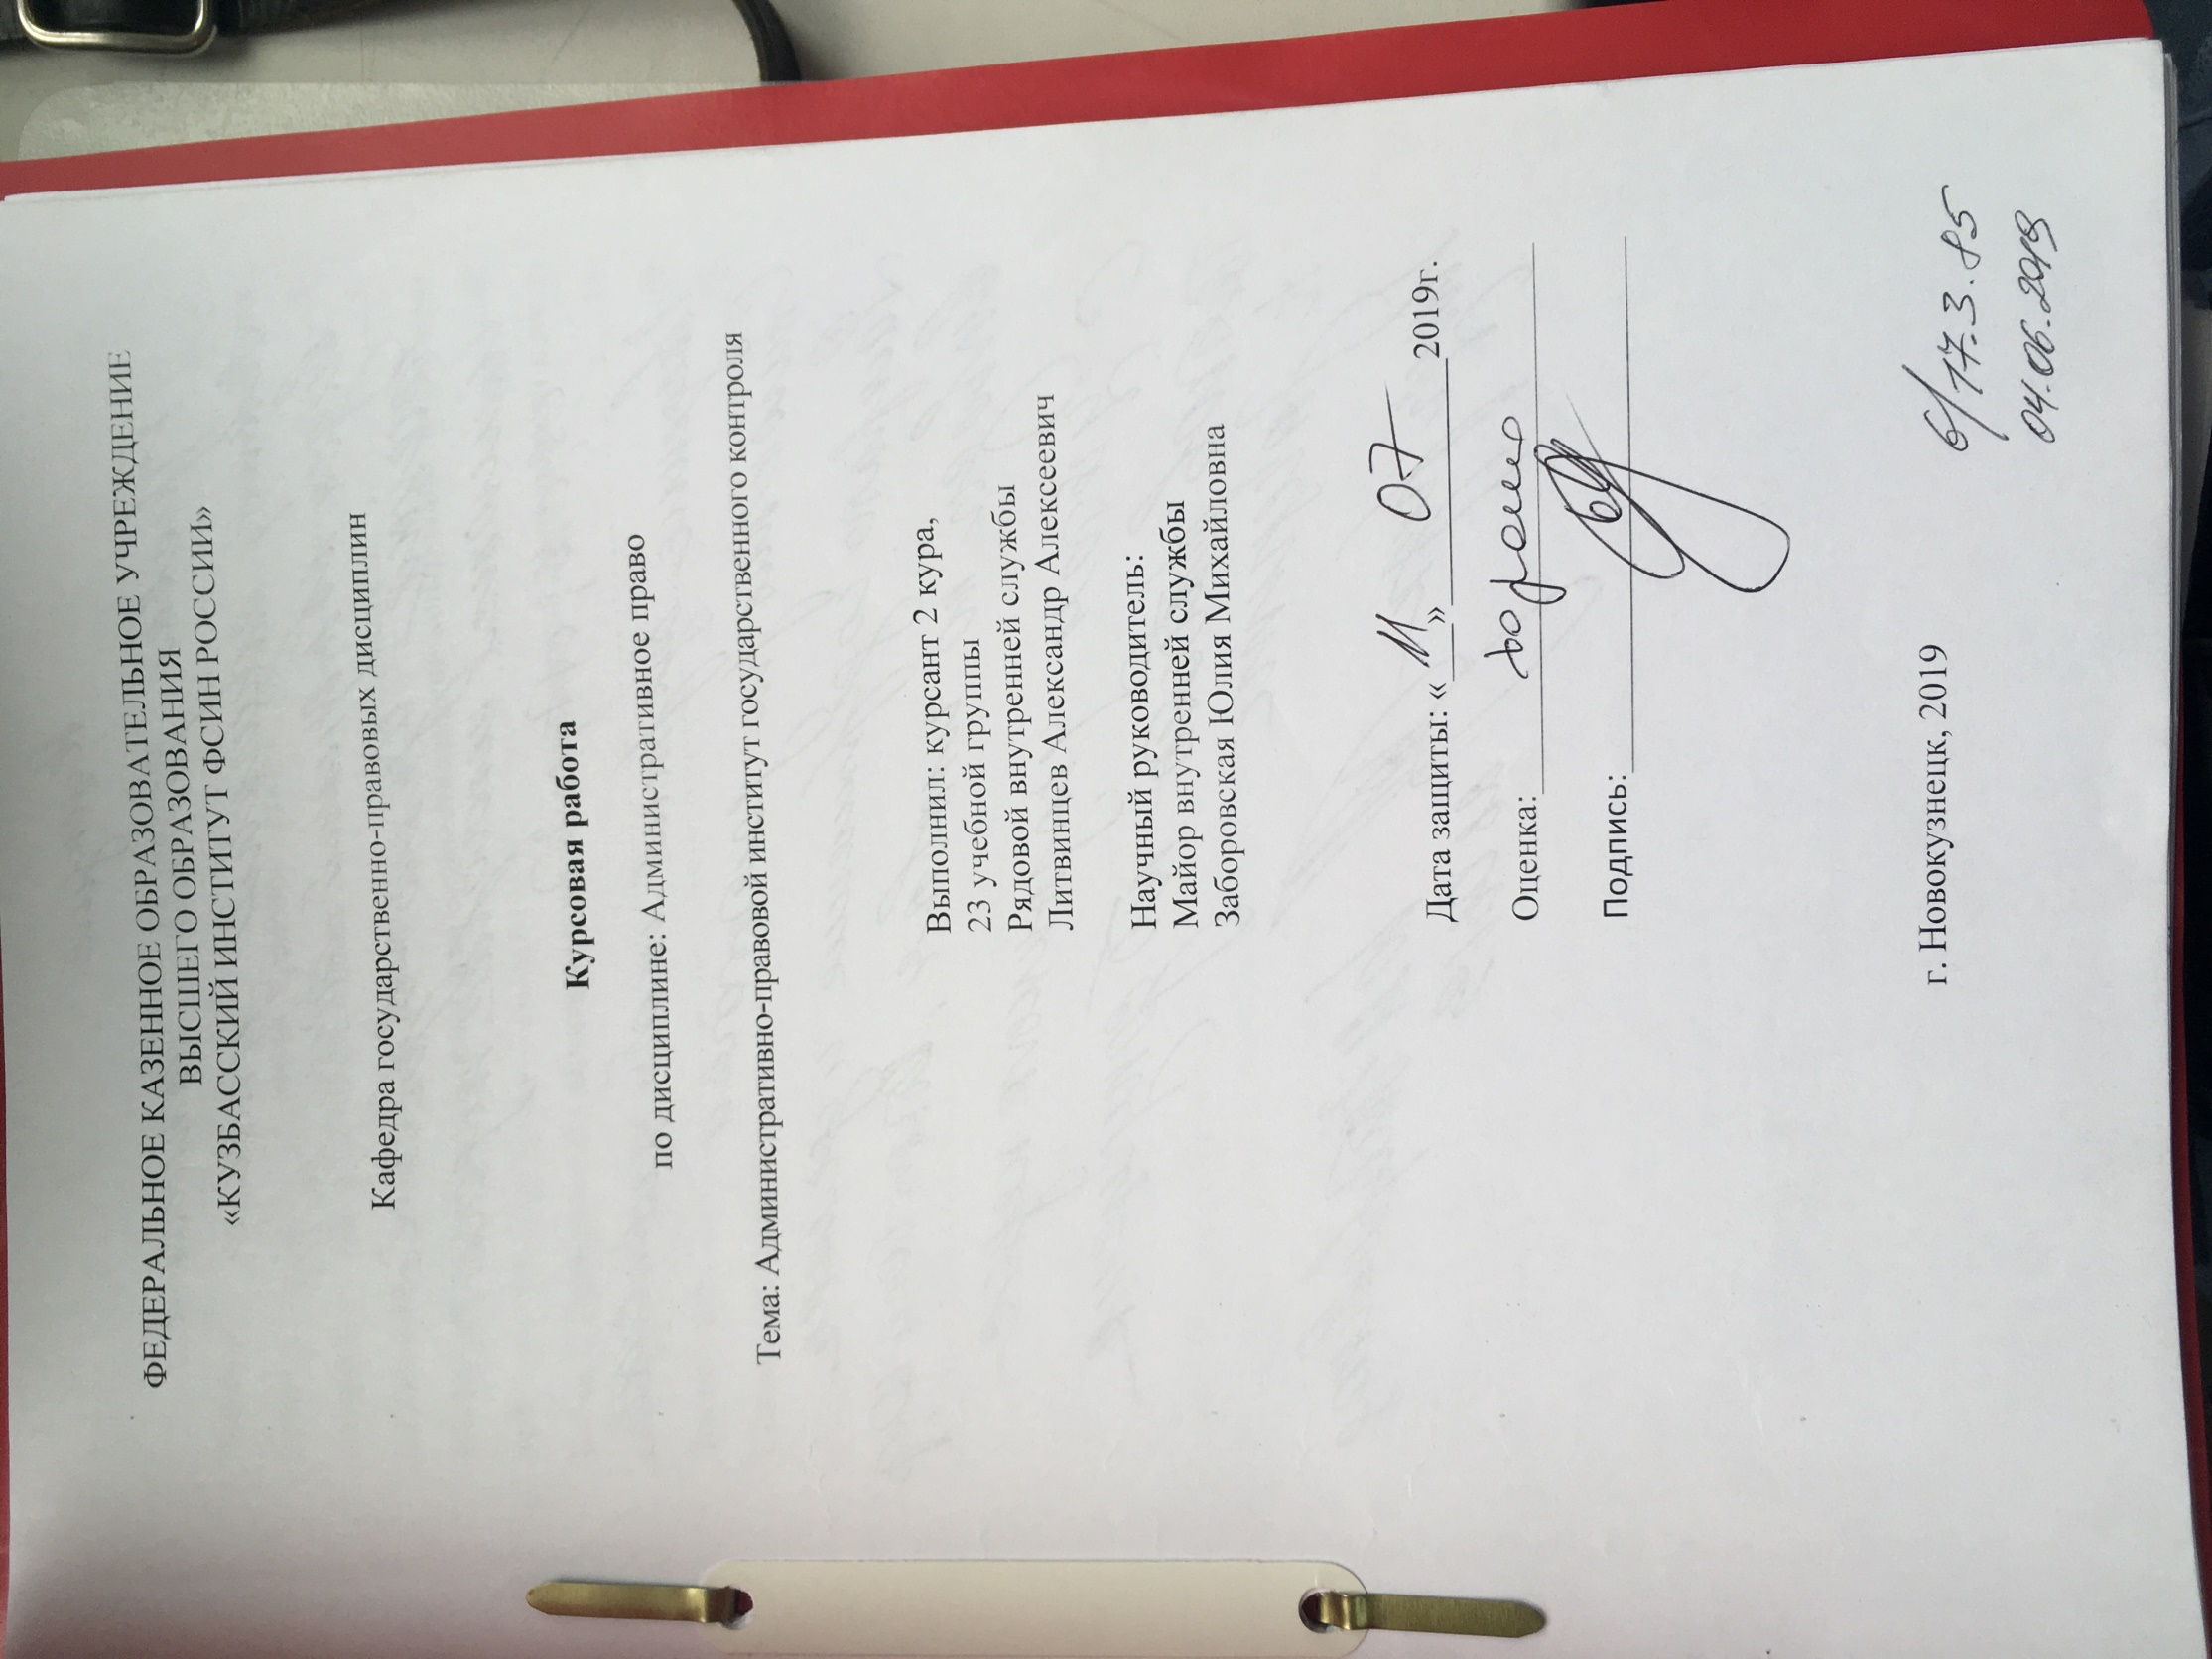 ФЕДЕРАЛЬНОЕ КАЗЕННОЕ ОБРАЗОВАТЕЛЬНОЕ УЧРЕЖДЕНИЕ
ВЫСШЕГО ОБРАЗОВАНИЯ
«КУЗБАССКИЙ ИНСТИТУТ ФСИН РОССИИ»
Кафедра государственно-правовых дисциплин
Курсовая работа
по дисциплине: Административное право
Тема: Административно-правовой институт государственного контроля
Выполнил: курсант 2 кура,
23 учебной группы
Рядовой внутренней службы
Литвинцев Александр Алексеевич
Научный руководитель:
Майор внутренней службы
Заборовская Юлия Михайловна
Дата защиты: «11» 07 2019г.
Оценка: хорошо
Подпись:
г. Новокузнец, 2019
04.06.2019